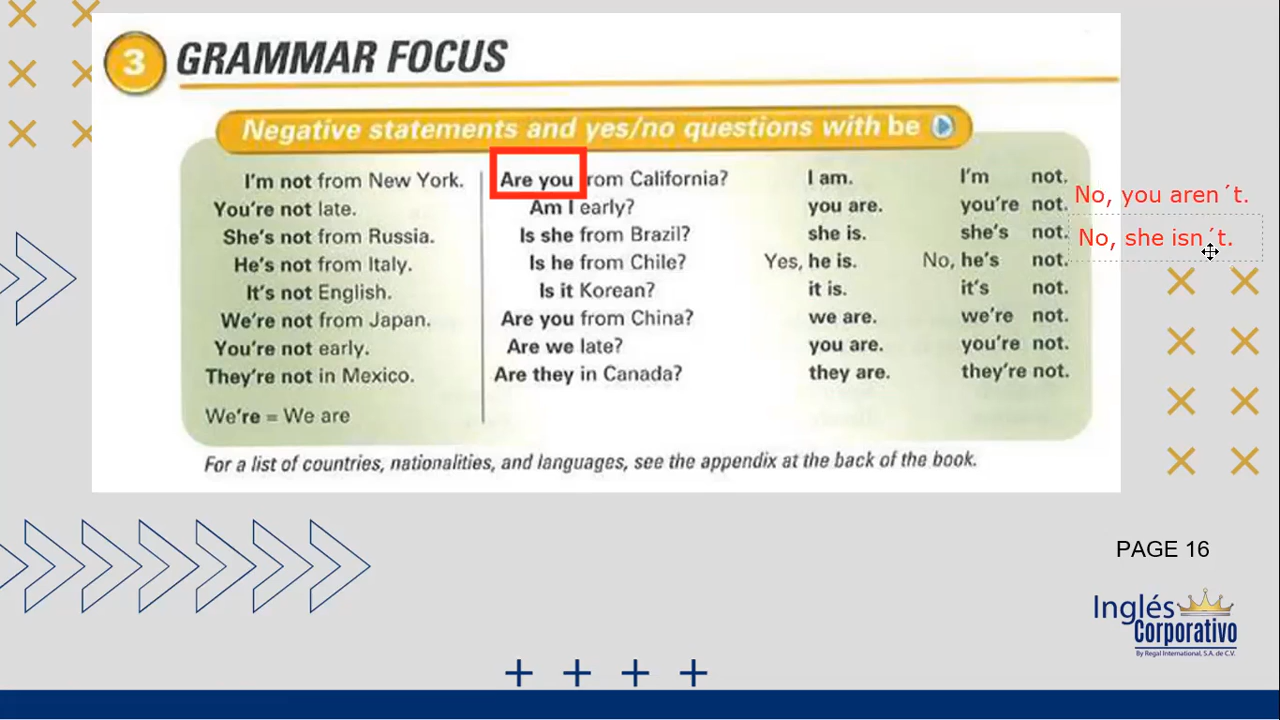 3 GRAMMAR FOCUS
Negative statements and yes/no questions with be
I'm not from New York.
You're not late.
She's not from Russia.
He's not from Italy.
It's not English.
We're not from Japan.
You're not early.
They're not in Mexico.
We're = We are
Are you from California?
Am I early?
Is she from Brazil?
Is he from Chile?
Is it Korean?
Are you from China?
Are we late?
Are they in Canada?
I am.
you are.
she is.
Yes, he is.
it is.
we are.
you are.
they are.
I'm not.
you're not.
she's not.
No, he's not.
it's not.
we're not.
you're not.
they're not.
No, you aren´t.
No, she isn´t.
For a list of countries, nationalities, and languages, see the appendix at the back of the book.
PAGE 16
Inglés
Corporativo
By Regal International, S.A. de C.V.